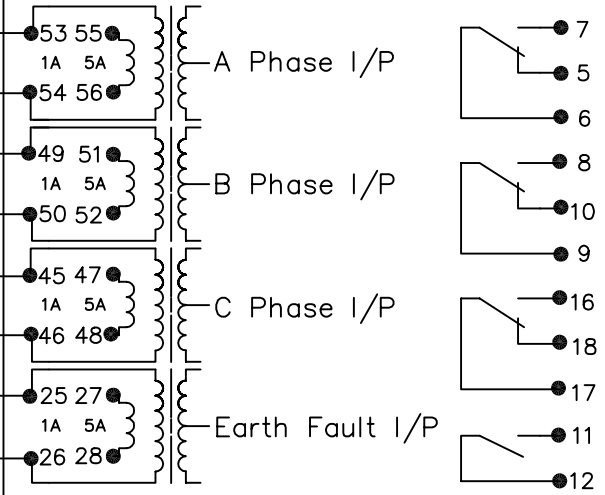 53 55
1A 5A
54 56
A Phase I/P
49 51
1A 5A
50 52
B Phase I/P
45 47
1A 5A
46 48
C Phase I/P
25 27
1A 5A
26 28
Earth Fault I/P
7
5
6
8
10
9
16
18
17
11
12